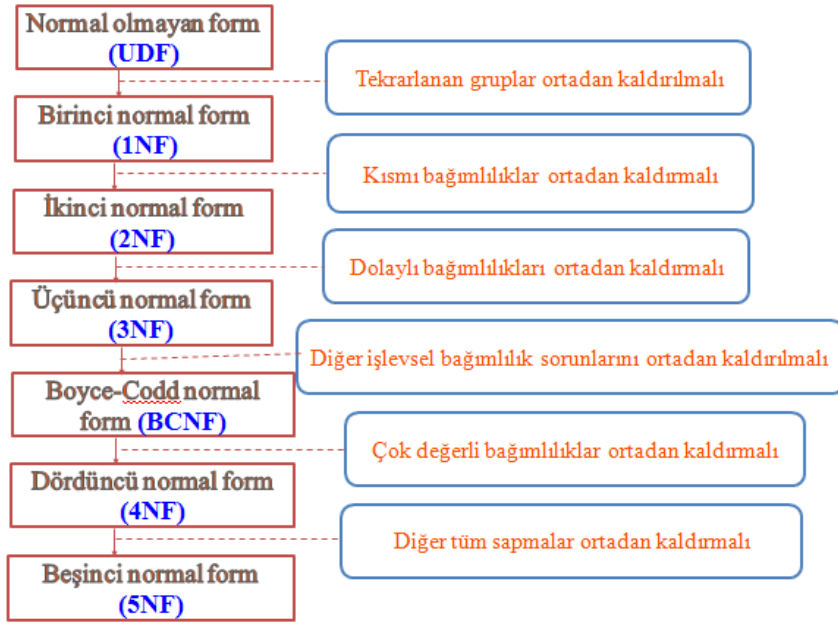 Normal olmayan form
(UDF)
Tekrarlanan gruplar ortadan kaldırılmalı
Birinci normal form
(1NF)
Kısmı bağımlılıklar ortadan kaldırmalı
İkinci normal form
(2NF)
Dolaylı bağımlılıkları ortadan kaldırmalı
Üçüncü normal form
(3NF)
Diğer işlevsel bağımlılık sorunlarını ortadan kaldırılmalı
Boyce-Codd normal
form (BCNF)
Çok değerli bağımlılıklar ortadan kaldırmalı
Dördüncü normal form
(4NF)
Diğer tüm sapmalar ortadan kaldırmalı
Beşinci normal form
(5NF)